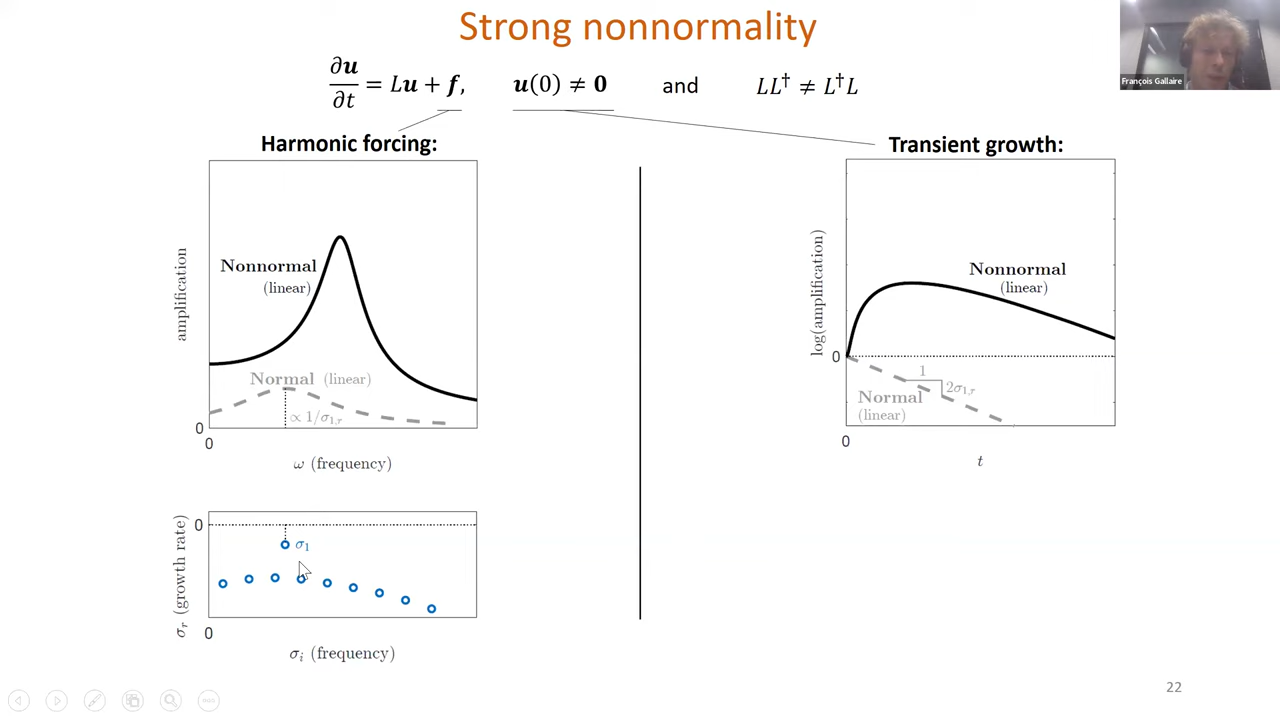 Strong nonnormality
∂u/∂t = Lu + f, u(0) ≠ 0 and LL† ≠ L†L
François Gallaire
Harmonic forcing:
amplification
Nonnormal
(linear)
Normal (linear)
∝ 1/σ1,r
0
0
ω (frequency)
σr (growth rate)
0
σ1
0
σi (frequency)
Transient growth:
log(amplification)
Nonnormal
(linear)
0
1
2σ1,r
Normal
(linear)
0
t
22